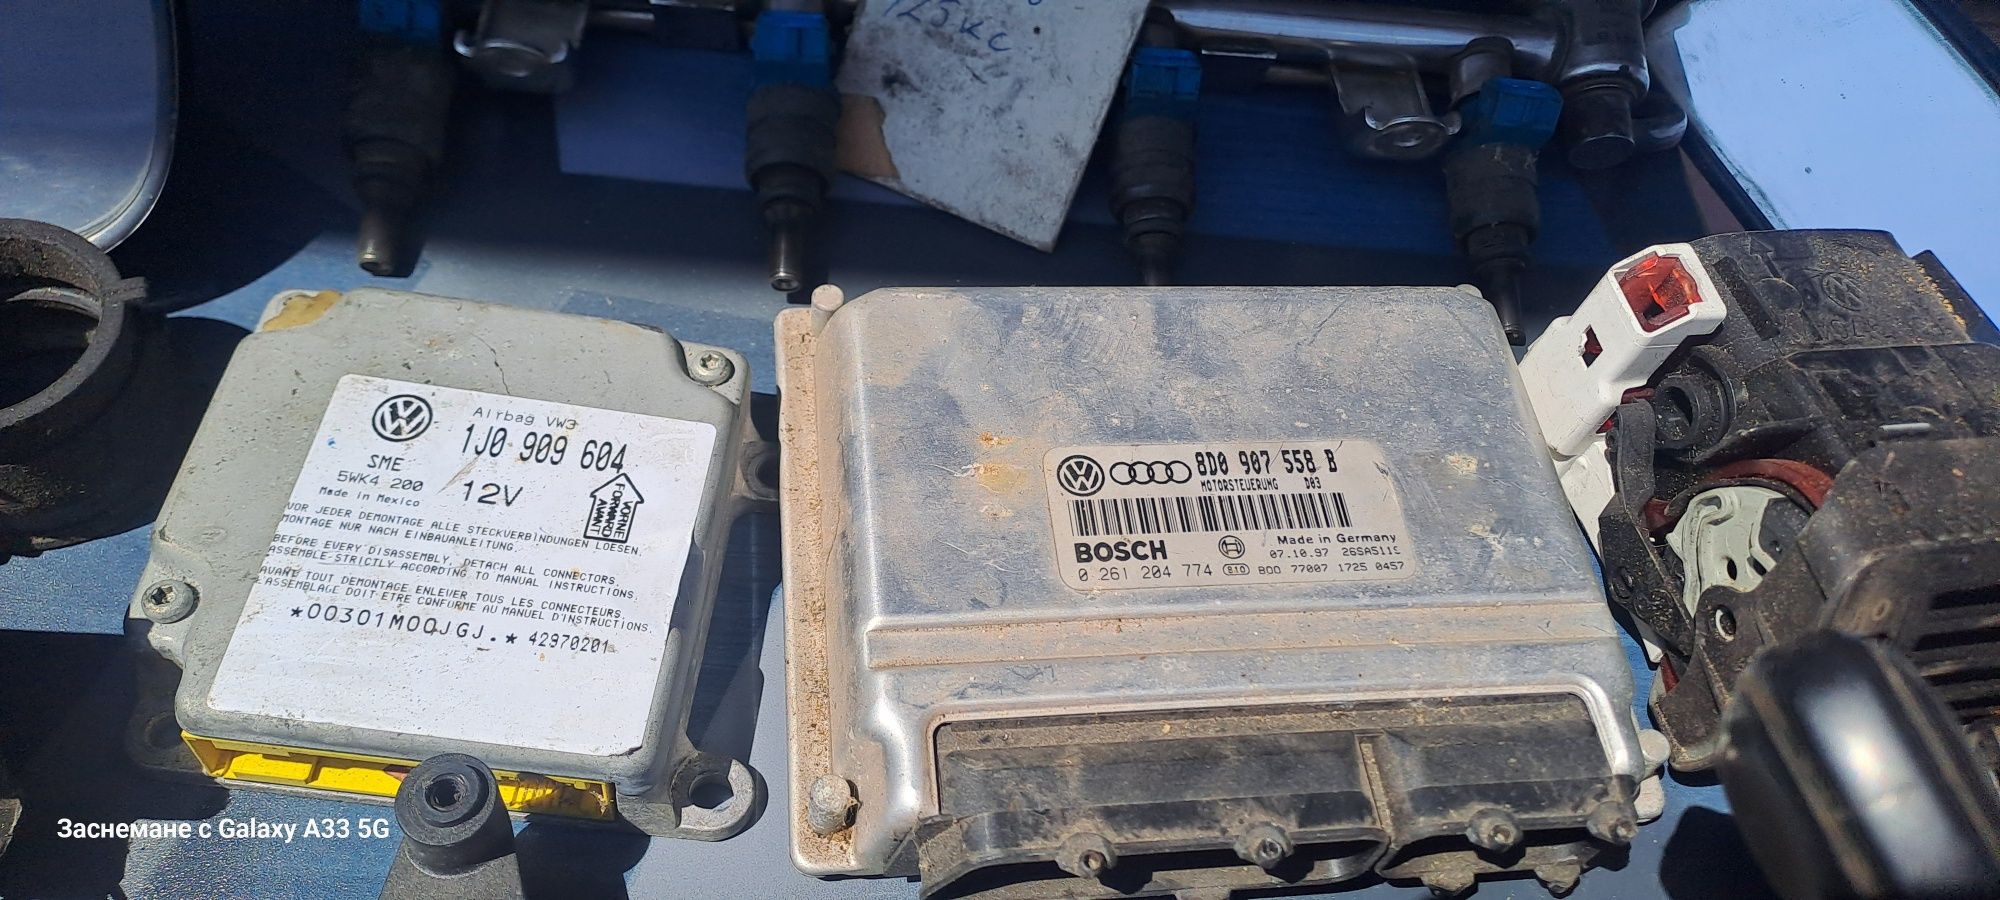 125кс
Airbag VW3
1J0 909 604
SME
5WK4 200
12V
Made in Mexico
VORNE
FORWARD
AVANT
VOR JEDER DEMONTAGE ALLE STECKVERBINDUNGEN LOESEN.
MONTAGE NUR NACH EINBAUANLEITUNG.
BEFORE EVERY DISASSEMBLY, DETACH ALL CONNECTORS.
ASSEMBLE STRICTLY ACCORDING TO MANUAL INSTRUCTIONS.
AVANT TOUT DEMONTAGE ENLEVER TOUS LES CONNECTEURS.
L'ASSEMBLAGE DOIT ETRE CONFORME AU MANUEL D'INSTRUCTIONS.
*00301M00JGJ.* 42970201
8D0 907 558 B
MOTORSTEUERUNG D03
BOSCH
Made in Germany
07.10.97 26SA5115
0 261 204 774 B10 BOO 77007 1725 0457
Заснемане с Galaxy A33 5G